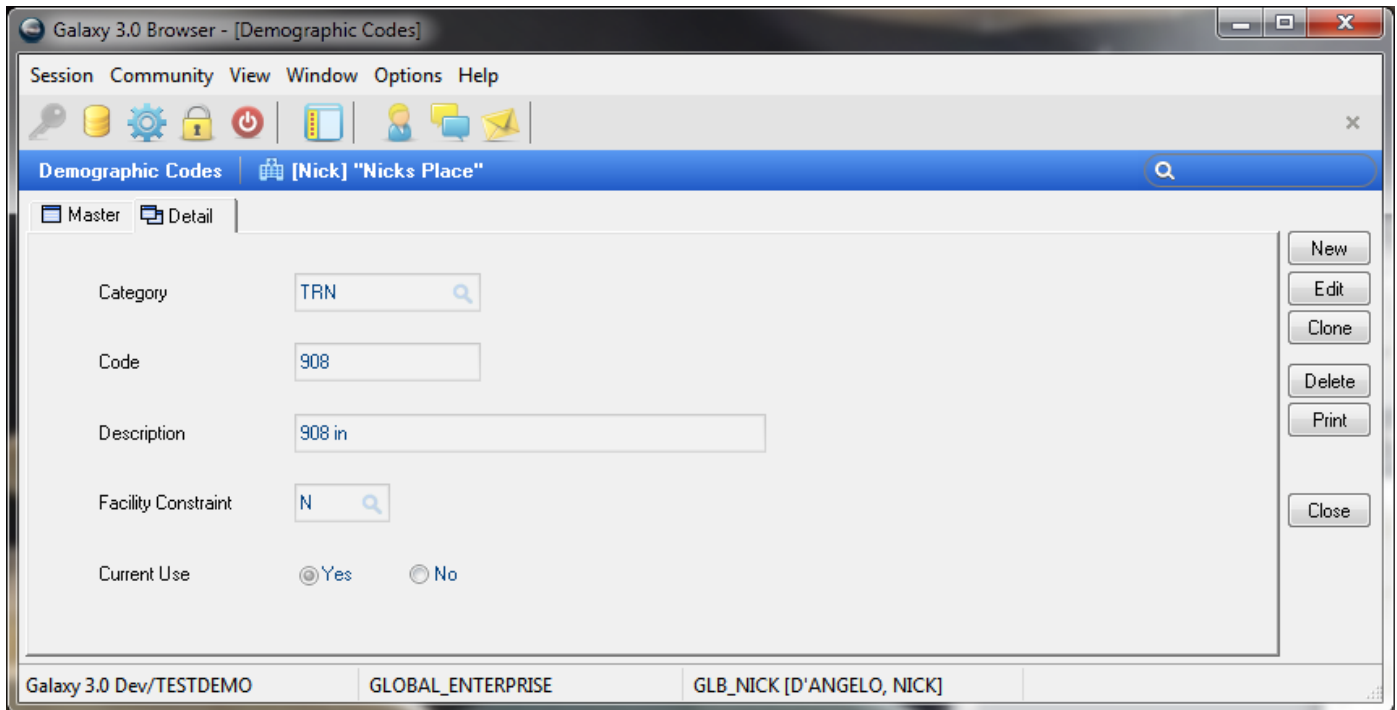 Galaxy 3.0 Browser - [Demographic Codes]
Session Community View Window Options Help
Demographic Codes [Nick] "Nicks Place"
Master Detail
New
Category TRN
Edit
Clone
Code 908
Delete
Description 908 in
Print
Facility Constraint N
Close
Current Use Yes No
Galaxy 3.0 Dev/TESTDEMO GLOBAL_ENTERPRISE GLB_NICK [D'ANGELO, NICK]